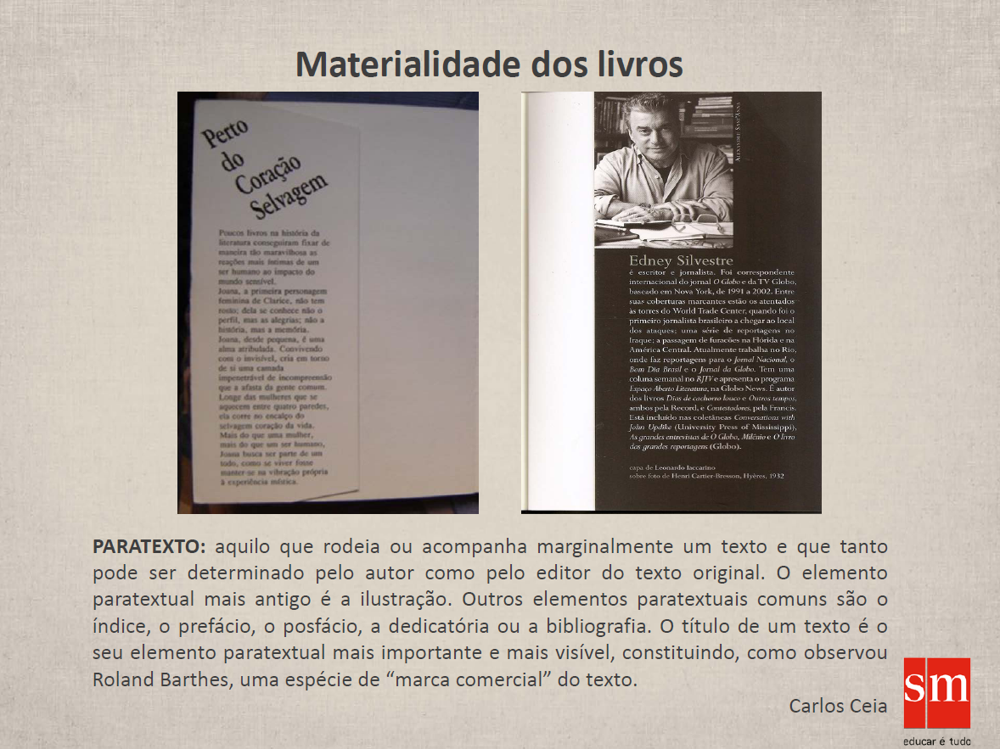 Materialidade dos livros
Perto
do
Coração
Selvagem
Poucos livros na história da
literatura conseguiram fixar de
maneira tão maravilhosa as
reações mais íntimas de um
ser humano ao impacto do
mundo sensível.
Joana, a primeira personagem
feminina de Clarice, não tem
rosto; dela se conhece não o
perfil, mas as alegrias; não a
história, mas a memória.
Joana, desde pequena, é uma
alma atribulada. Convivendo
com o invisível, cria em torno
de si uma camada
impenetrável de incompreensão
que a afasta da gente comum.
Longe das mulheres que se
aquecem entre quatro paredes,
ela corre no encalço do
selvagem coração da vida.
Mais do que uma mulher,
mais do que um ser humano,
Joana busca ser parte de um
todo, como se viver fosse
manter-se na vibração própria
à experiência mística.
ALEXANDRE SANT'ANNA
Edney Silvestre
é escritor e jornalista. Foi correspondente
internacional do jornal O Globo e da TV Globo,
baseado em Nova York, de 1991 a 2002. Entre
suas coberturas marcantes estão os atentados
às torres do World Trade Center, quando foi o
primeiro jornalista brasileiro a chegar ao local
dos ataques; uma série de reportagens no
Iraque; a passagem de furacões na Flórida e na
América Central. Atualmente trabalha no Rio,
onde faz reportagens para o Jornal Nacional, o
Bom Dia Brasil e o Jornal da Globo. Tem uma
coluna semanal no RJTV e apresenta o programa
Espaço Aberto Literatura, na Globo News. É autor
dos livros Dias de cachorro louco e Outros tempos,
ambos pela Record, e Contestadores, pela Francis.
Está incluído nas coletâneas Conversations with
John Updike (University Press of Mississippi),
As grandes entrevistas de O Globo, Milênio e O livro
das grandes reportagens (Globo).
capa de Leonardo Iaccarino
sobre foto de Henri Cartier-Bresson, Hyères, 1932
PARATEXTO: aquilo que rodeia ou acompanha marginalmente um texto e que tanto
pode ser determinado pelo autor como pelo editor do texto original. O elemento
paratextual mais antigo é a ilustração. Outros elementos paratextuais comuns são o
índice, o prefácio, o posfácio, a dedicatória ou a bibliografia. O título de um texto é o
seu elemento paratextual mais importante e mais visível, constituindo, como observou
Roland Barthes, uma espécie de “marca comercial” do texto.
Carlos Ceia
sm
educar é tudo